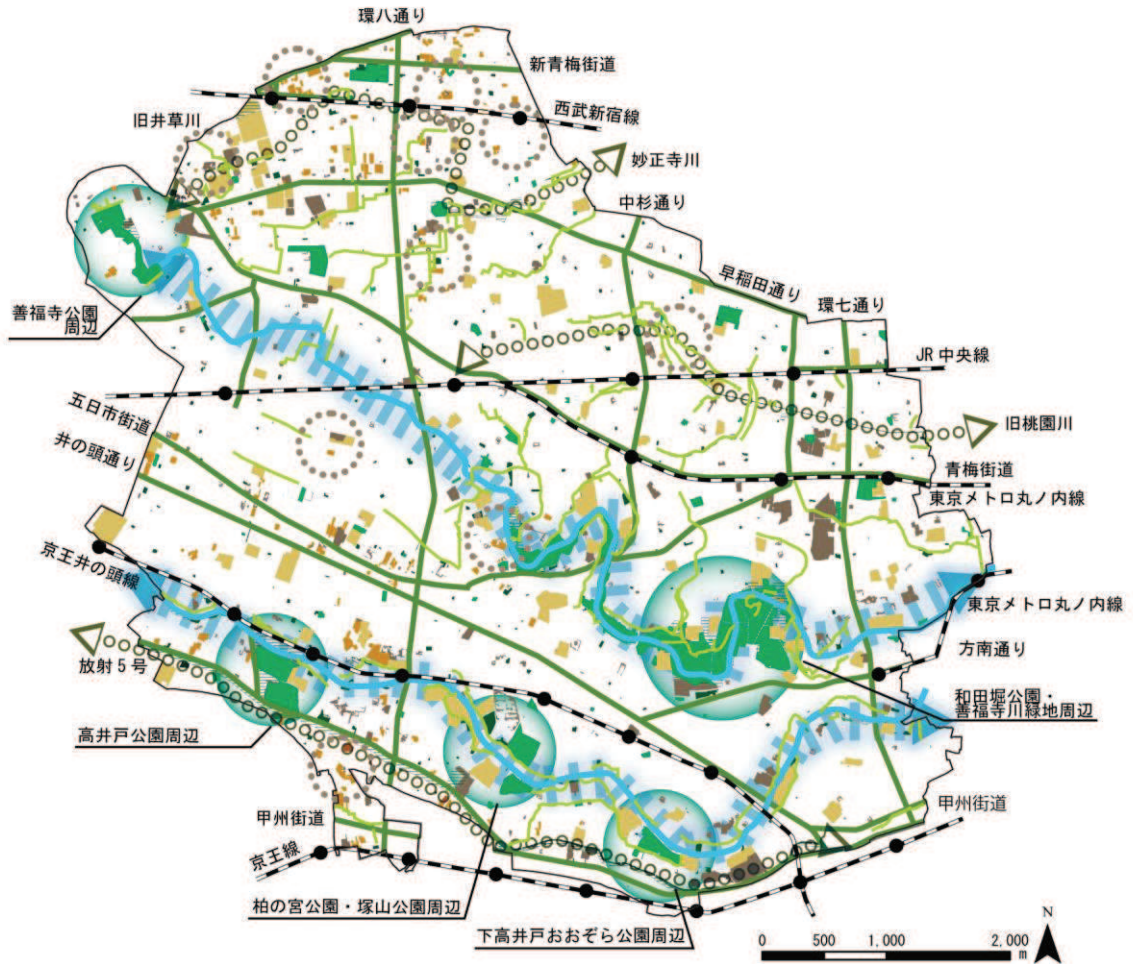 環八通り
新青梅街道
西武新宿線
旧井草川
妙正寺川
中杉通り
早稲田通り
環七通り
善福寺公園
周辺
JR中央線
五日市街道
井の頭通り
旧桃園川
青梅街道
東京メトロ丸ノ内線
京王井の頭線
東京メトロ丸ノ内線
方南通り
放射5号
和田堀公園・
善福寺川緑地周辺
高井戸公園周辺
甲州街道
甲州街道
京王線
柏の宮公園・塚山公園周辺
下高井戸おおぞら公園周辺
N
0 500 1,000 2,000
m